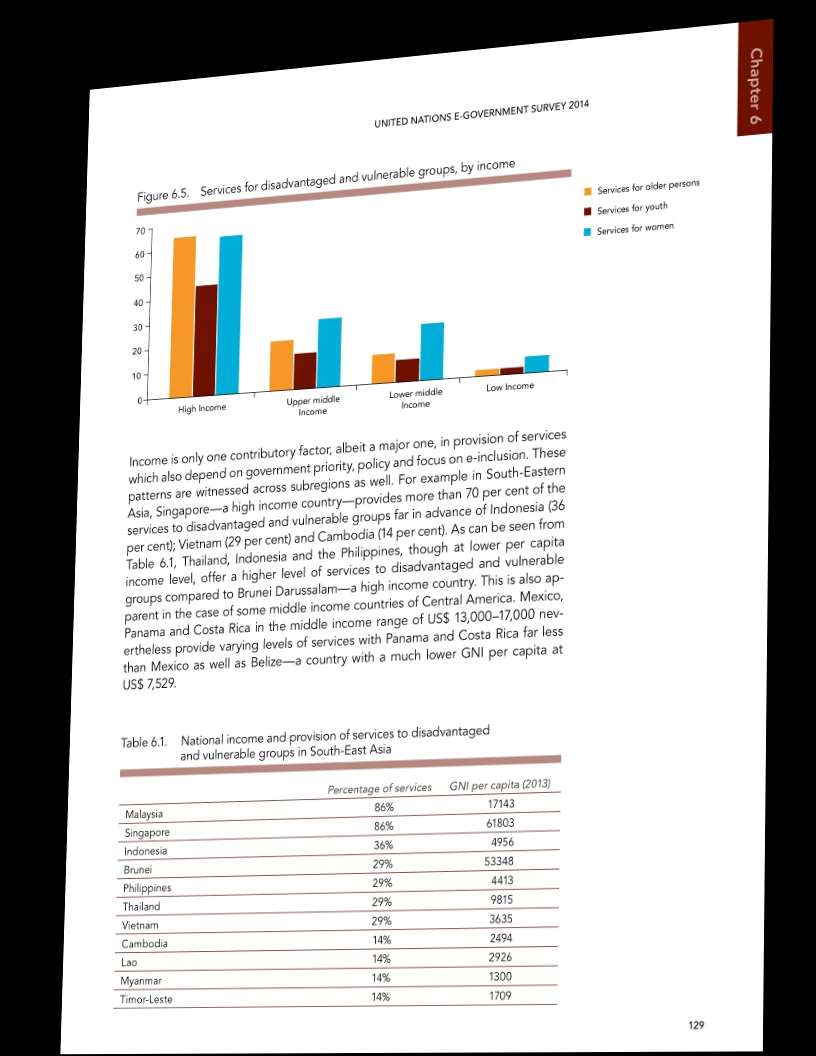 Chapter 6
UNITED NATIONS E-GOVERNMENT SURVEY 2014
Figure 6.5. Services for disadvantaged and vulnerable groups, by income
Services for older persons
Services for youth
Services for women
70
60
50
40
30
20
10
0
High Income
Upper middle
Income
Lower middle
Income
Low Income
Income is only one contributory factor, albeit a major one, in provision of services
which also depend on government priority, policy and focus on e-inclusion. These
patterns are witnessed across subregions as well. For example in South-Eastern
Asia, Singapore—a high income country—provides more than 70 per cent of the
services to disadvantaged and vulnerable groups far in advance of Indonesia (36
per cent); Vietnam (29 per cent) and Cambodia (14 per cent). As can be seen from
Table 6.1, Thailand, Indonesia and the Philippines, though at lower per capita
income level, offer a higher level of services to disadvantaged and vulnerable
groups compared to Brunei Darussalam—a high income country. This is also ap-
parent in the case of some middle income countries of Central America. Mexico,
Panama and Costa Rica in the middle income range of US$ 13,000–17,000 nev-
ertheless provide varying levels of services with Panama and Costa Rica far less
than Mexico as well as Belize—a country with a much lower GNI per capita at
US$ 7,529.
Table 6.1. National income and provision of services to disadvantaged
and vulnerable groups in South-East Asia
Percentage of services GNI per capita (2013)
Malaysia 86% 17143
Singapore 86% 61803
Indonesia 36% 4956
Brunei 29% 53348
Philippines 29% 4413
Thailand 29% 9815
Vietnam 29% 3635
Cambodia 14% 2494
Lao 14% 2926
Myanmar 14% 1300
Timor-Leste 14% 1709
129